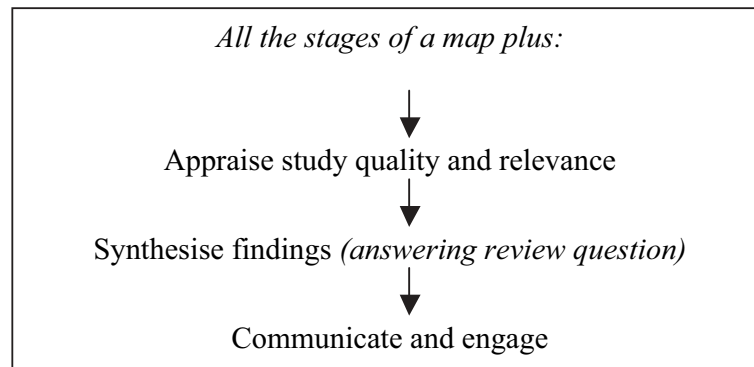 All the stages of a map plus:
Appraise study quality and relevance
Synthesise findings (answering review question)
Communicate and engage